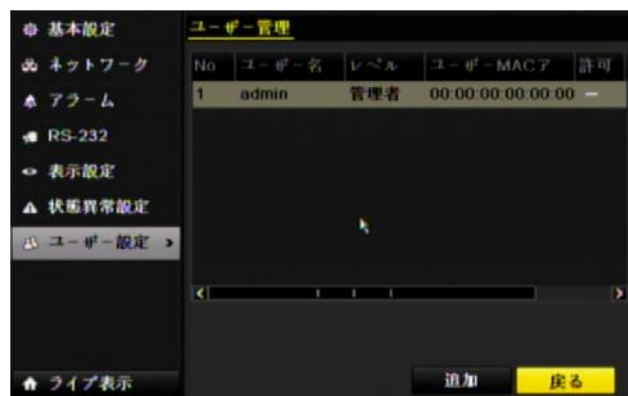 基本設定
ネットワーク
アラーム
RS-232
表示設定
状態異常設定
ユーザー設定
ライブ表示
ユーザー管理
No ユーザー名 レベル ユーザーMACア 許可
1 admin 管理者 00:00:00:00:00:00 —
追加
戻る